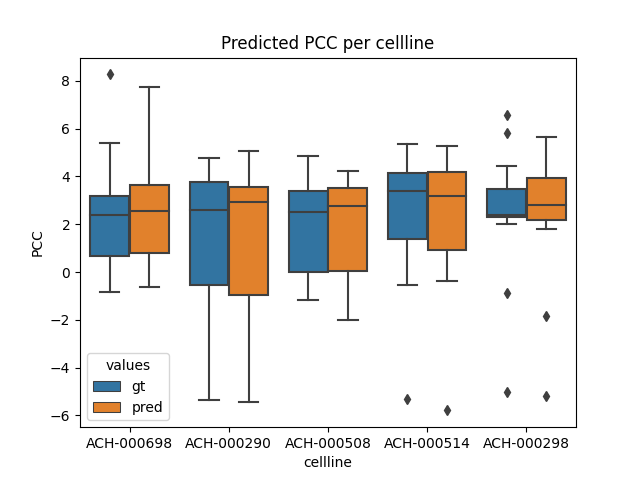 Predicted PCC per cellline
PCC
8
6
4
2
0
−2
−4
−6
values
gt
pred
ACH-000698 ACH-000290 ACH-000508 ACH-000514 ACH-000298
cellline